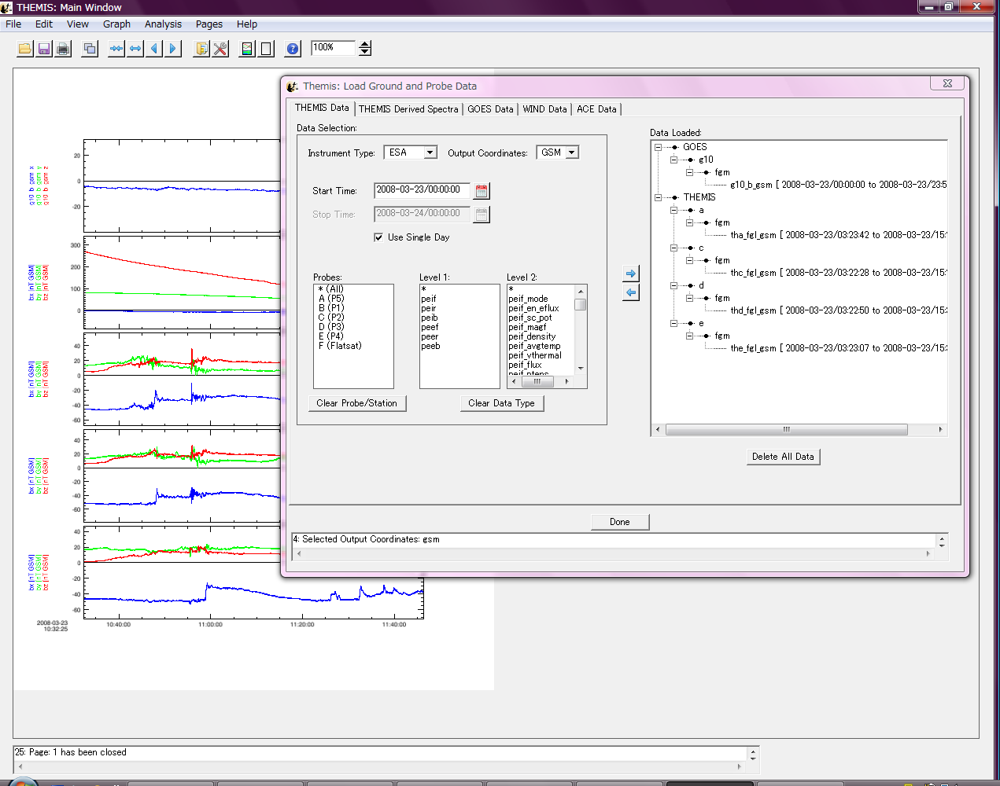 THEMIS: Main Window
File Edit View Graph Analysis Pages Help
100%
Themis: Load Ground and Probe Data
THEMIS Data THEMIS Derived Spectra GOES Data WIND Data ACE Data
Data Selection:
Instrument Type: ESA Output Coordinates: GSM
Start Time: 2008-03-23/00:00:00
Stop Time: 2008-03-24/00:00:00
Use Single Day
Probes:
* (All)
A (P5)
B (P1)
C (P2)
D (P3)
E (P4)
F (Flatsat)
Level 1:
*
peif
peir
peib
peef
peer
peeb
Level 2:
*
peif_mode
peif_en_eflux
peif_sc_pot
peif_magf
peif_density
peif_avgtemp
peif_vthermal
peif_flux
peif_ptens
Clear Probe/Station Clear Data Type
Data Loaded:
GOES
g10
fgm
g10_b_gsm [ 2008-03-23/00:00:00 to 2008-03-23/23:5
THEMIS
a
fgm
tha_fgl_gsm [ 2008-03-23/03:23:42 to 2008-03-23/15:
c
fgm
thc_fgl_gsm [ 2008-03-23/03:22:28 to 2008-03-23/15:
d
fgm
thd_fgl_gsm [ 2008-03-23/03:22:50 to 2008-03-23/15:
e
fgm
the_fgl_gsm [ 2008-03-23/03:23:07 to 2008-03-23/15:
Delete All Data
Done
4: Selected Output Coordinates: gsm
g10_b_gsm x
g10_b_gsm y
g10_b_gsm z
20
0
-20
bx [nT GSM]
by [nT GSM]
bz [nT GSM]
300
200
100
0
bx [nT GSM]
by [nT GSM]
bz [nT GSM]
40
20
0
-20
-40
-60
bx [nT GSM]
by [nT GSM]
bz [nT GSM]
40
20
0
-20
-40
-60
bx [nT GSM]
by [nT GSM]
bz [nT GSM]
40
20
0
-20
-40
-60
2008-03-23
10:32:25
10:40:00 11:00:00 11:20:00 11:40:00
25: Page: 1 has been closed